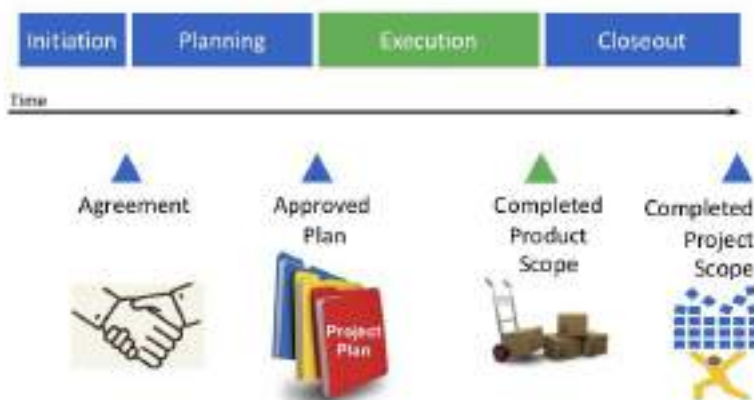 Initiation
Planning
Execution
Closeout
Time
Agreement
Approved
Plan
Completed
Product
Scope
Completed
Project
Scope
Project
Plan